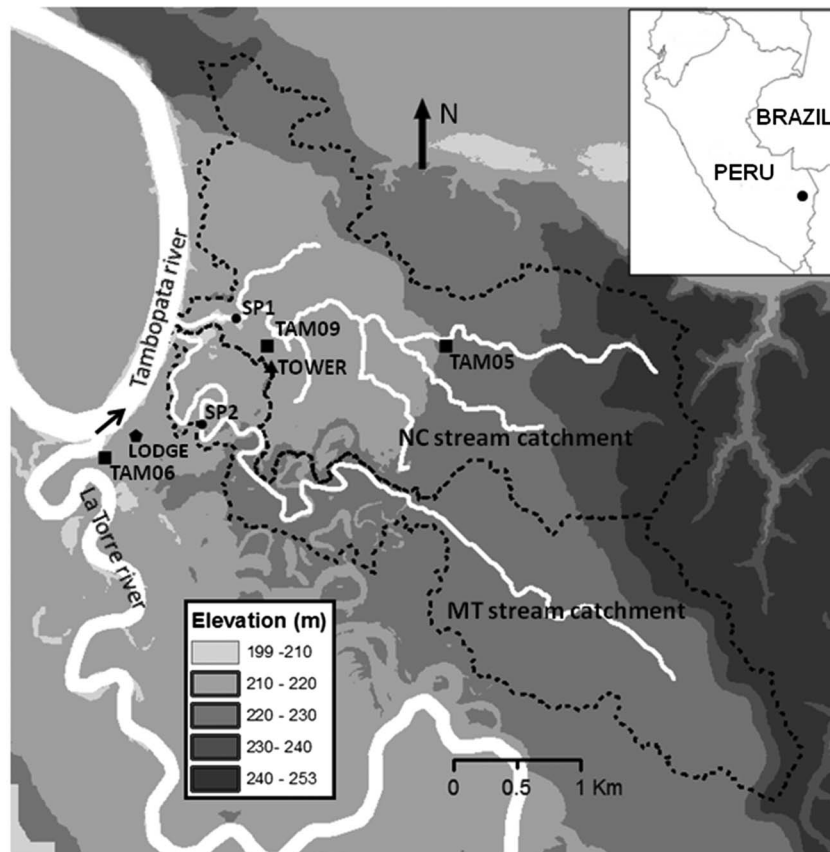 N
BRAZIL
PERU
Tambopata river
SP1
TAM09
TOWER
TAM05
SP2
NC stream catchment
LODGE
TAM06
La Torre river
MT stream catchment
Elevation (m)
199 -210
210 - 220
220 - 230
230- 240
240 - 253
0 0.5 1 Km